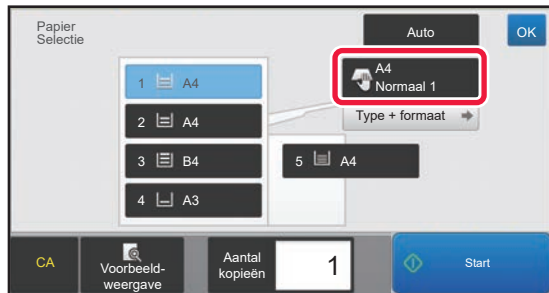 Papier
Selectie
Auto
OK
A4
Normaal 1
1 A4
Type + formaat
2 A4
3 B4
5 A4
4 A3
CA
Voorbeeld-
weergave
Aantal
kopieën
1
Start